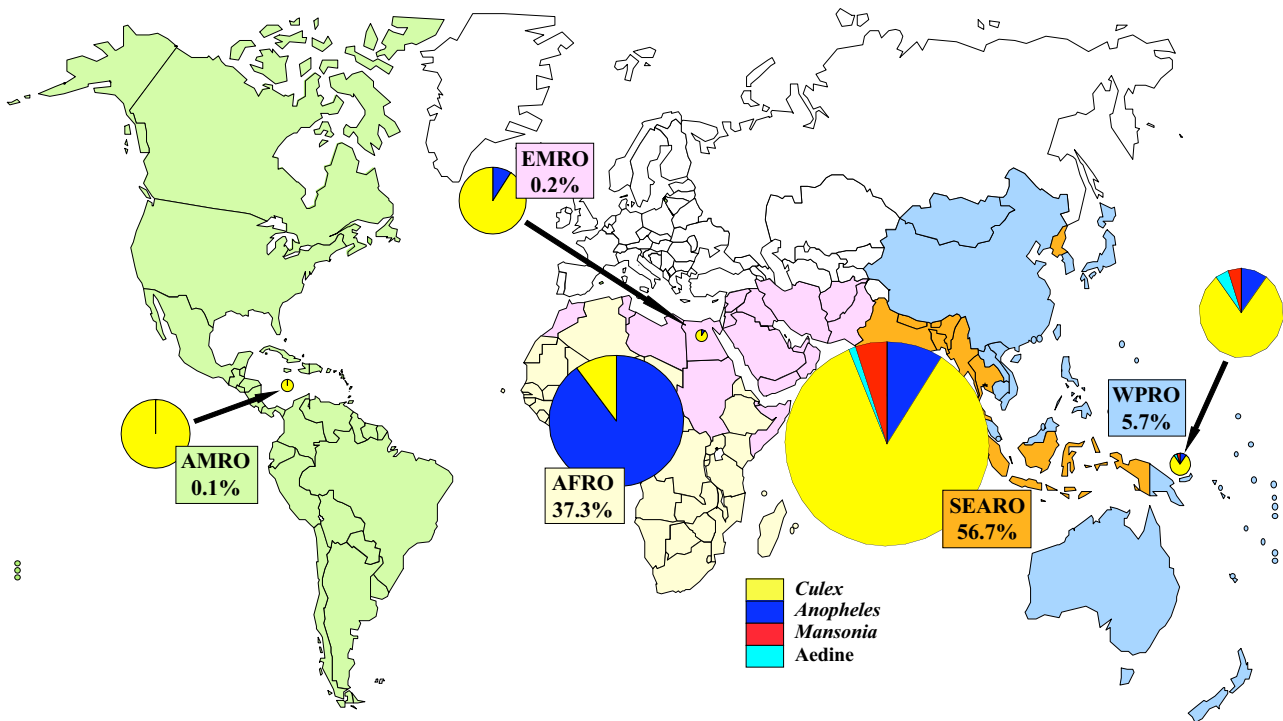 EMRO
0.2%
WPRO
5.7%
AMRO
0.1%
AFRO
37.3%
SEARO
56.7%
Culex
Anopheles
Mansonia
Aedine